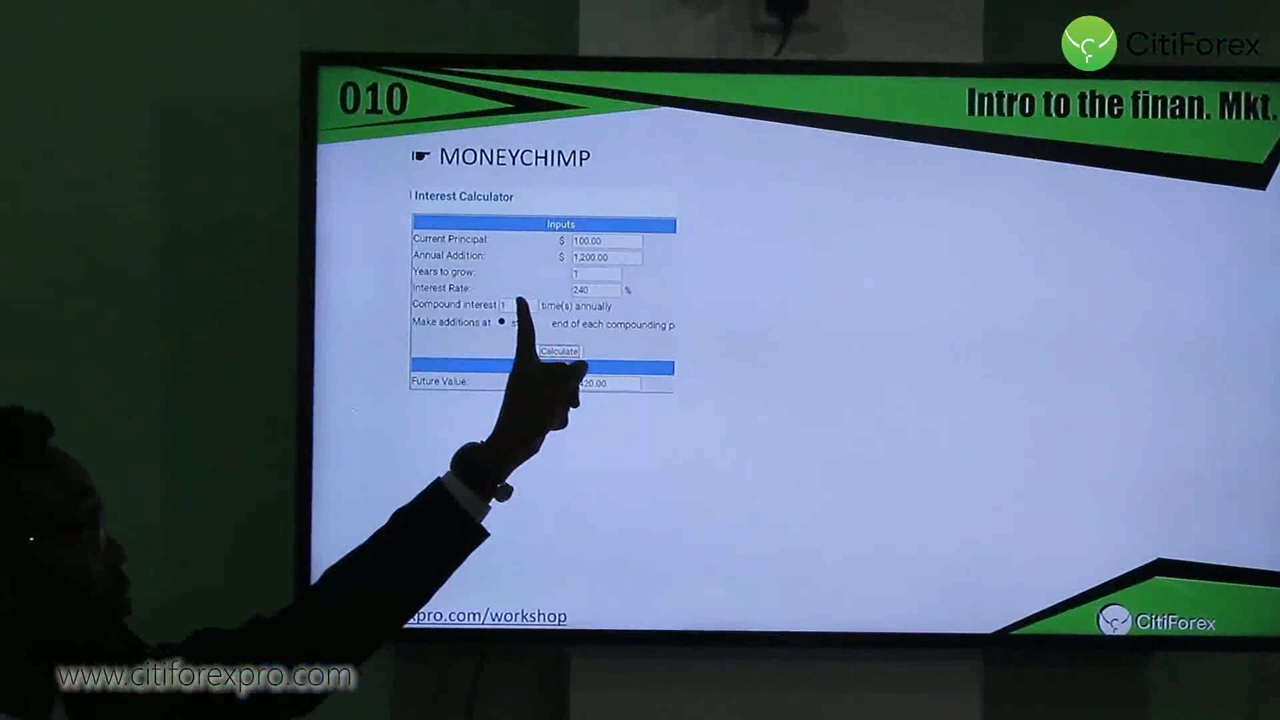 CitiForex
010
Intro to the finan. Mkt.
MONEYCHIMP
Interest Calculator
Inputs
Current Principal: $ 100.00
Annual Addition: $ 1,200.00
Years to grow: 1
Interest Rate: 240 %
Compound interest 1 time(s) annually
Make additions at end of each compounding p
Calculate
Future Value: 420.00
pro.com/workshop
CitiForex
www.citiforexpro.com